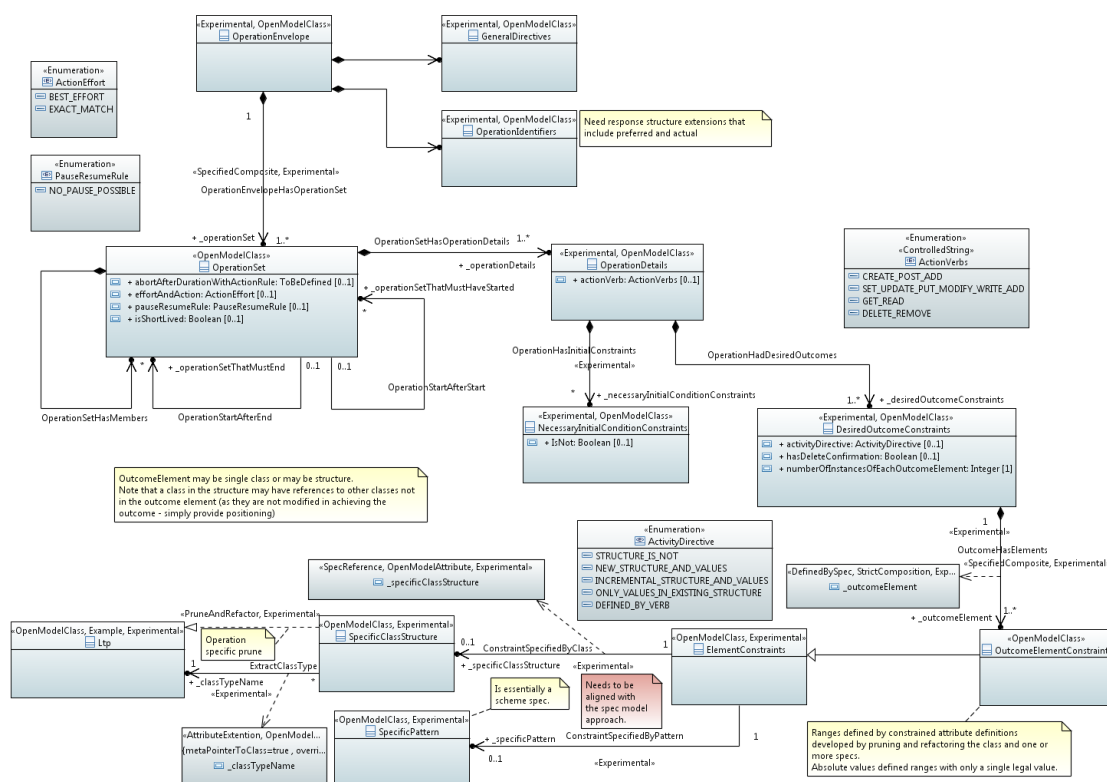 «Experimental, OpenModelClass»
OperationEnvelope
«Experimental, OpenModelClass»
GeneralDirectives
«Enumeration»
ActionEffort
BEST_EFFORT
EXACT_MATCH
1
«Experimental, OpenModelClass»
OperationIdentifiers
Need response structure extensions that
include preferred and actual
«Enumeration»
PauseResumeRule
NO_PAUSE_POSSIBLE
«SpecifiedComposite, Experimental»
OperationEnvelopeHasOperationSet
+ _operationSet
1..*
«OpenModelClass»
OperationSet
+ abortAfterDurationWithActionRule: ToBeDefined [0..1]
+ effortAndAction: ActionEffort [0..1]
+ pauseResumeRule: PauseResumeRule [0..1]
+ isShortLived: Boolean [0..1]
OperationSetHasOperationDetails
1..*
+ _operationDetails
«Experimental, OpenModelClass»
OperationDetails
+ actionVerb: ActionVerbs [0..1]
«Enumeration»
«ControlledString»
ActionVerbs
CREATE_POST_ADD
SET_UPDATE_PUT_MODIFY_WRITE_ADD
GET_READ
DELETE_REMOVE
+ _operationSetThatMustHaveStarted
*
*
+ _operationSetThatMustEnd
0..1
0..1
OperationStartAfterStart
OperationSetHasMembers
OperationStartAfterEnd
OperationHasInitialConstraints
«Experimental»
OperationHadDesiredOutcomes
*
+ _necessaryInitialConditionConstraints
1..*
+ _desiredOutcomeConstraints
«Experimental, OpenModelClass»
NecessaryInitialConditionConstraints
+ IsNot: Boolean [0..1]
«Experimental, OpenModelClass»
DesiredOutcomeConstraints
+ activityDirective: ActivityDirective [0..1]
+ hasDeleteConfirmation: Boolean [0..1]
+ numberOfInstancesOfEachOutcomeElement: Integer [1]
OutcomeElement may be single class or may be structure.
Note that a class in the structure may have references to other classes not
in the outcome element (as they are not modified in achieving the
outcome - simply provide positioning)
«Enumeration»
ActivityDirective
STRUCTURE_IS_NOT
NEW_STRUCTURE_AND_VALUES
INCREMENTAL_STRUCTURE_AND_VALUES
ONLY_VALUES_IN_EXISTING_STRUCTURE
DEFINED_BY_VERB
1
«Experimental»
OutcomeHasElements
«SpecifiedComposite, Experimental»
«DefinedBySpec, StrictComposition, Exp...
_outcomeElement
«SpecReference, OpenModelAttribute, Experimental»
_specificClassStructure
+ _outcomeElement
1..*
«PruneAndRefactor, Experimental»
«OpenModelClass, Example, Experimental»
Ltp
Operation
specific prune
«OpenModelClass, Experimental»
SpecificClassStructure
0..1
ConstraintSpecifiedByClass
1
«OpenModelClass, Experimental»
ElementConstraints
«OpenModelClass»
OutcomeElementConstraint
1
ExtractClassType
+ _classTypeName
*
«Experimental»
+ _specificClassStructure
«Experimental»
Is essentially a
scheme spec.
Needs to be
aligned with
the spec model
approach.
«OpenModelClass, Experimental»
SpecificPattern
ConstraintSpecifiedByPattern
+ _specificPattern
1
0..1
«Experimental»
«AttributeExtention, OpenModel...
{metaPointerToClass=true , overri...
_classTypeName
Ranges defined by constrained attribute definitions
developed by pruning and refactoring the class and one or
more specs.
Absolute values defined ranges with only a single legal value.